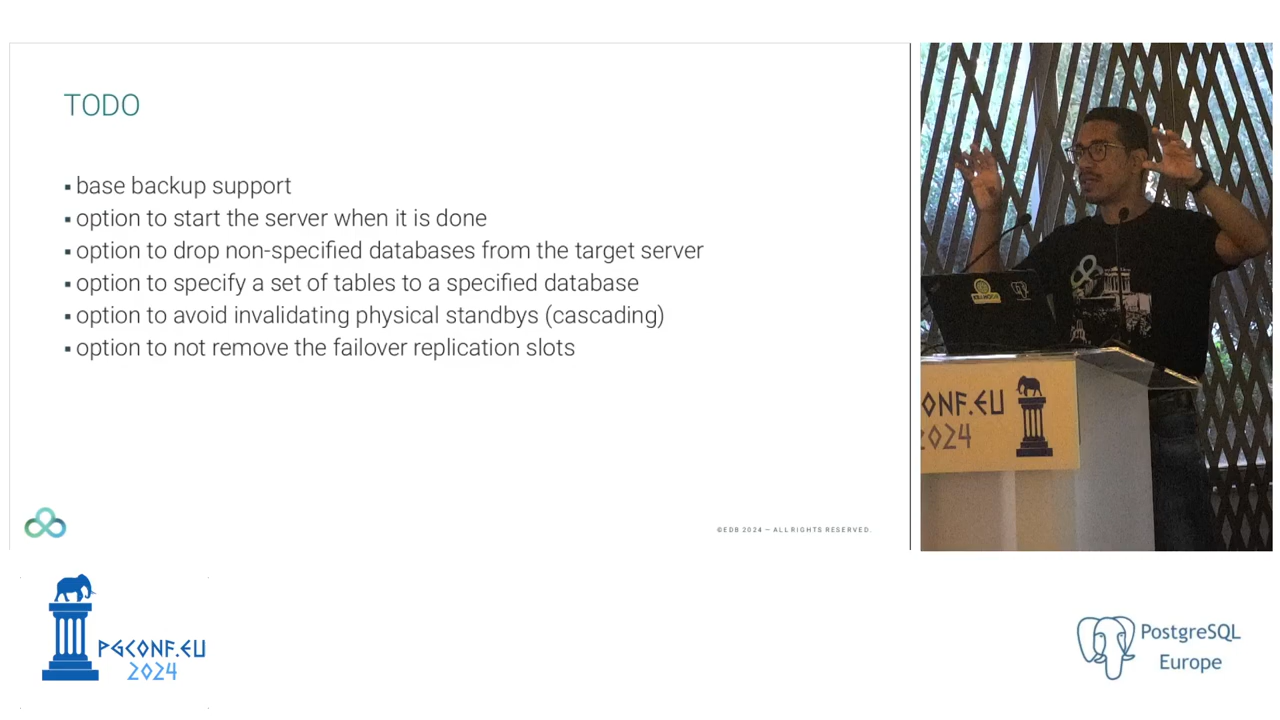 TODO
▪ base backup support
▪ option to start the server when it is done
▪ option to drop non-specified databases from the target server
▪ option to specify a set of tables to a specified database
▪ option to avoid invalidating physical standbys (cascading)
▪ option to not remove the failover replication slots
©EDB 2024 — ALL RIGHTS RESERVED.
ONF.EU
2024
PGCONF.EU
2024
PostgreSQL
Europe